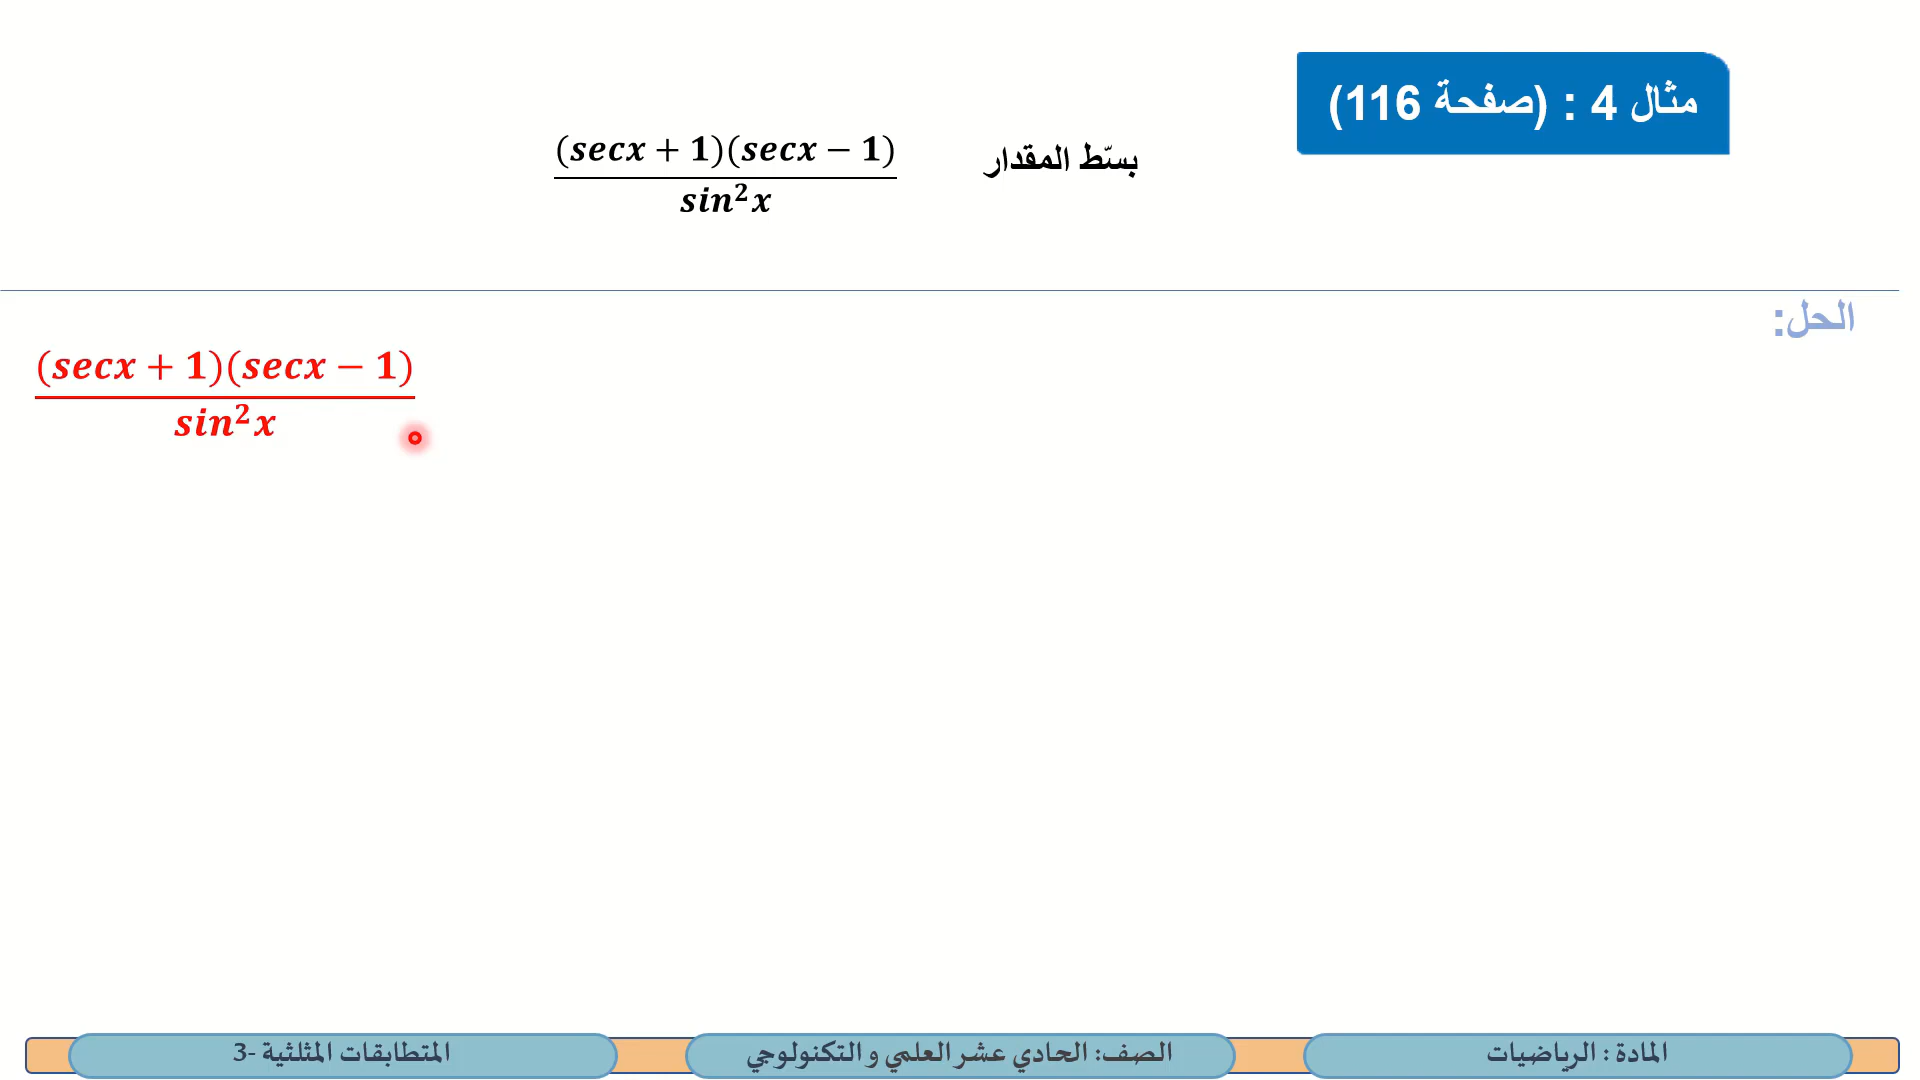 مثال 4 : (صفحة 116)
بسّط المقدار (secx + 1)(secx − 1) / sin²x
الحل:
(secx + 1)(secx − 1) / sin²x
المادة : الرياضيات
الصف: الحادي عشر العلمي و التكنولوجي
المتطابقات المثلثية -3